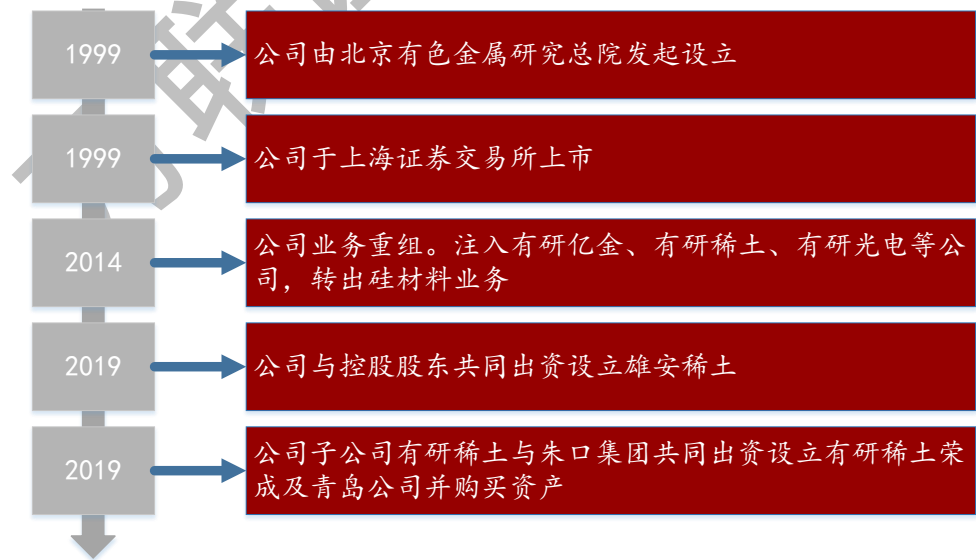 1999
公司由北京有色金属研究总院发起设立
1999
公司于上海证券交易所上市
2014
公司业务重组。注入有研亿金、有研稀土、有研光电等公
司，转出硅材料业务
2019
公司与控股股东共同出资设立雄安稀土
2019
公司子公司有研稀土与朱口集团共同出资设立有研稀土荣
成及青岛公司并购买资产